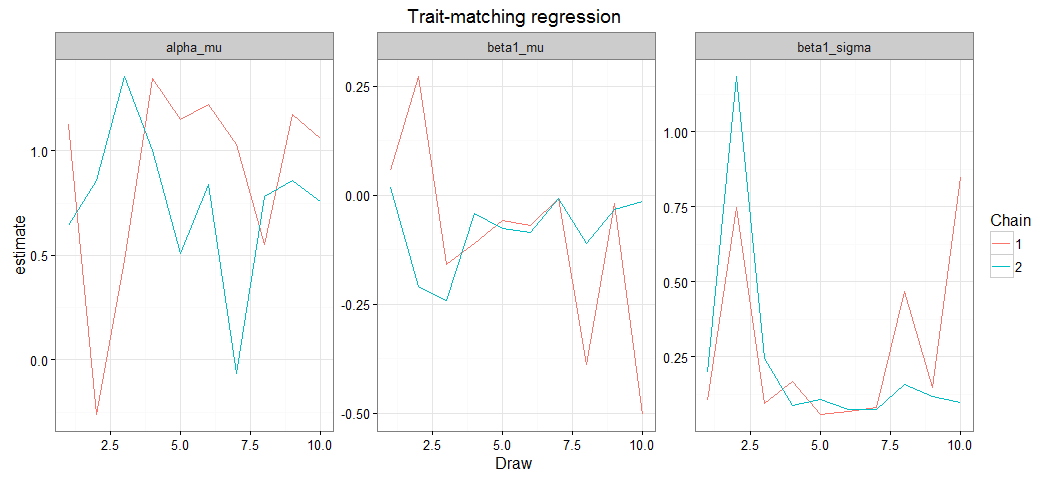 Trait-matching regression
alpha_mu
beta1_mu
beta1_sigma
estimate
1.0
0.5
0.0
0.25
0.00
-0.25
-0.50
1.00
0.75
0.50
0.25
2.5 5.0 7.5 10.0
2.5 5.0 7.5 10.0
2.5 5.0 7.5 10.0
Draw
Chain
1
2